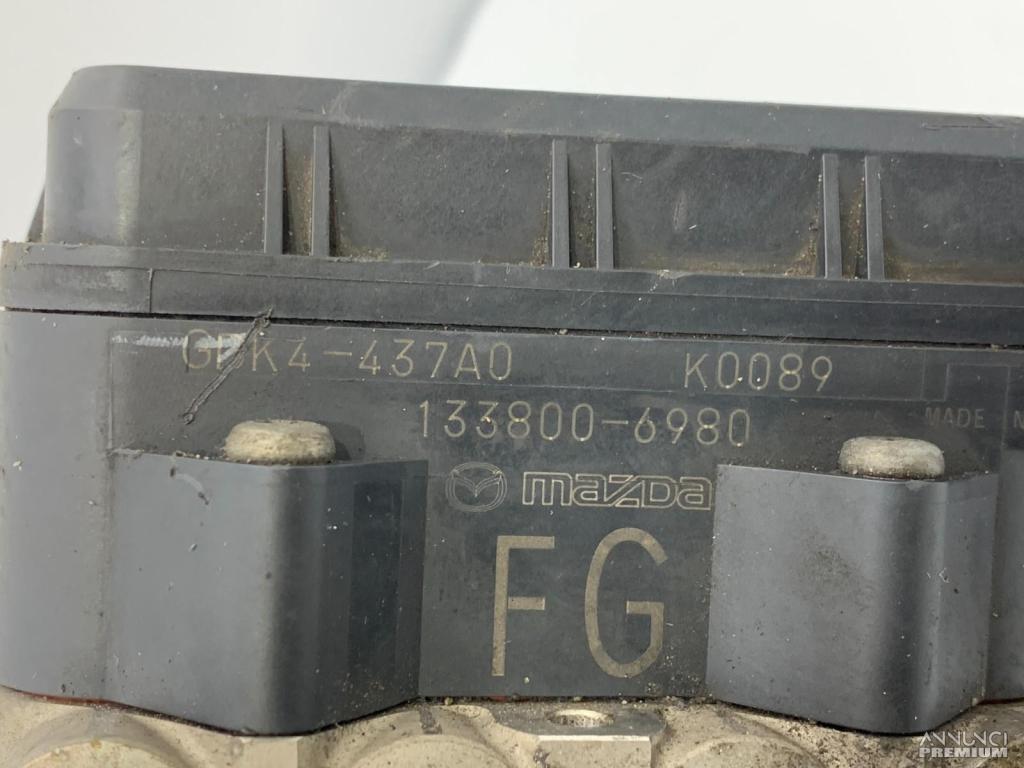 GDK4-437A0 K0089
133800-6980
MADE
mazda
FG
ANNUNCI
PREMIUM